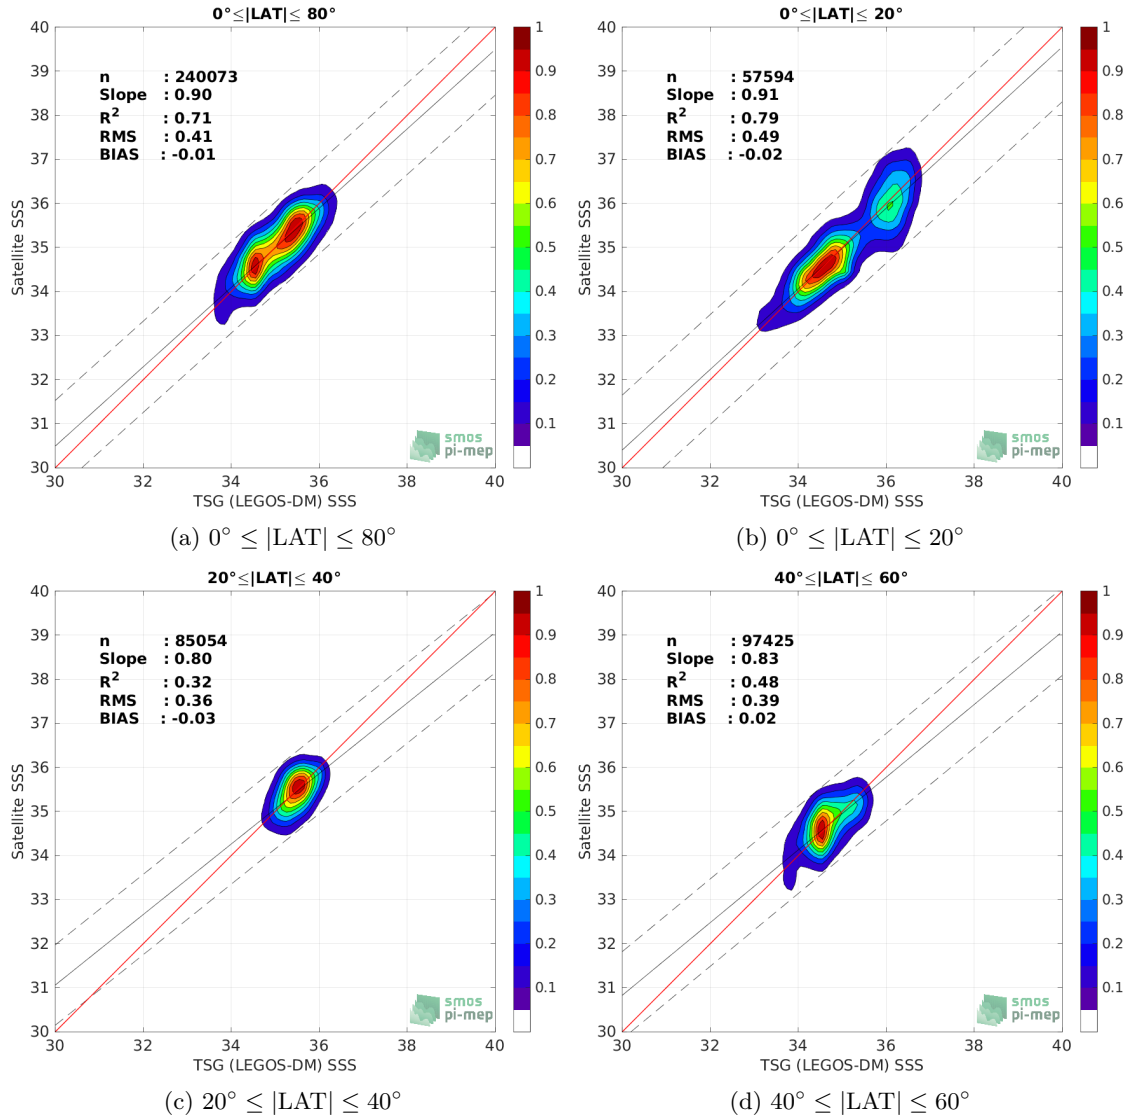 0°≤|LAT|≤ 80°
n : 240073
Slope : 0.90
R² : 0.71
RMS : 0.41
BIAS : -0.01
40
39
38
37
36
35
34
33
32
31
30
Satellite SSS
30 32 34 36 38 40
TSG (LEGOS-DM) SSS
smos
pi-mep
1
0.9
0.8
0.7
0.6
0.5
0.4
0.3
0.2
0.1
(a) 0° ≤ |LAT| ≤ 80°
0°≤|LAT|≤ 20°
n : 57594
Slope : 0.91
R² : 0.79
RMS : 0.49
BIAS : -0.02
40
39
38
37
36
35
34
33
32
31
30
Satellite SSS
30 32 34 36 38 40
TSG (LEGOS-DM) SSS
smos
pi-mep
1
0.9
0.8
0.7
0.6
0.5
0.4
0.3
0.2
0.1
(b) 0° ≤ |LAT| ≤ 20°
20°≤|LAT|≤ 40°
n : 85054
Slope : 0.80
R² : 0.32
RMS : 0.36
BIAS : -0.03
40
39
38
37
36
35
34
33
32
31
30
Satellite SSS
30 32 34 36 38 40
TSG (LEGOS-DM) SSS
smos
pi-mep
1
0.9
0.8
0.7
0.6
0.5
0.4
0.3
0.2
0.1
(c) 20° ≤ |LAT| ≤ 40°
40°≤|LAT|≤ 60°
n : 97425
Slope : 0.83
R² : 0.48
RMS : 0.39
BIAS : 0.02
40
39
38
37
36
35
34
33
32
31
30
Satellite SSS
30 32 34 36 38 40
TSG (LEGOS-DM) SSS
smos
pi-mep
1
0.9
0.8
0.7
0.6
0.5
0.4
0.3
0.2
0.1
(d) 40° ≤ |LAT| ≤ 60°